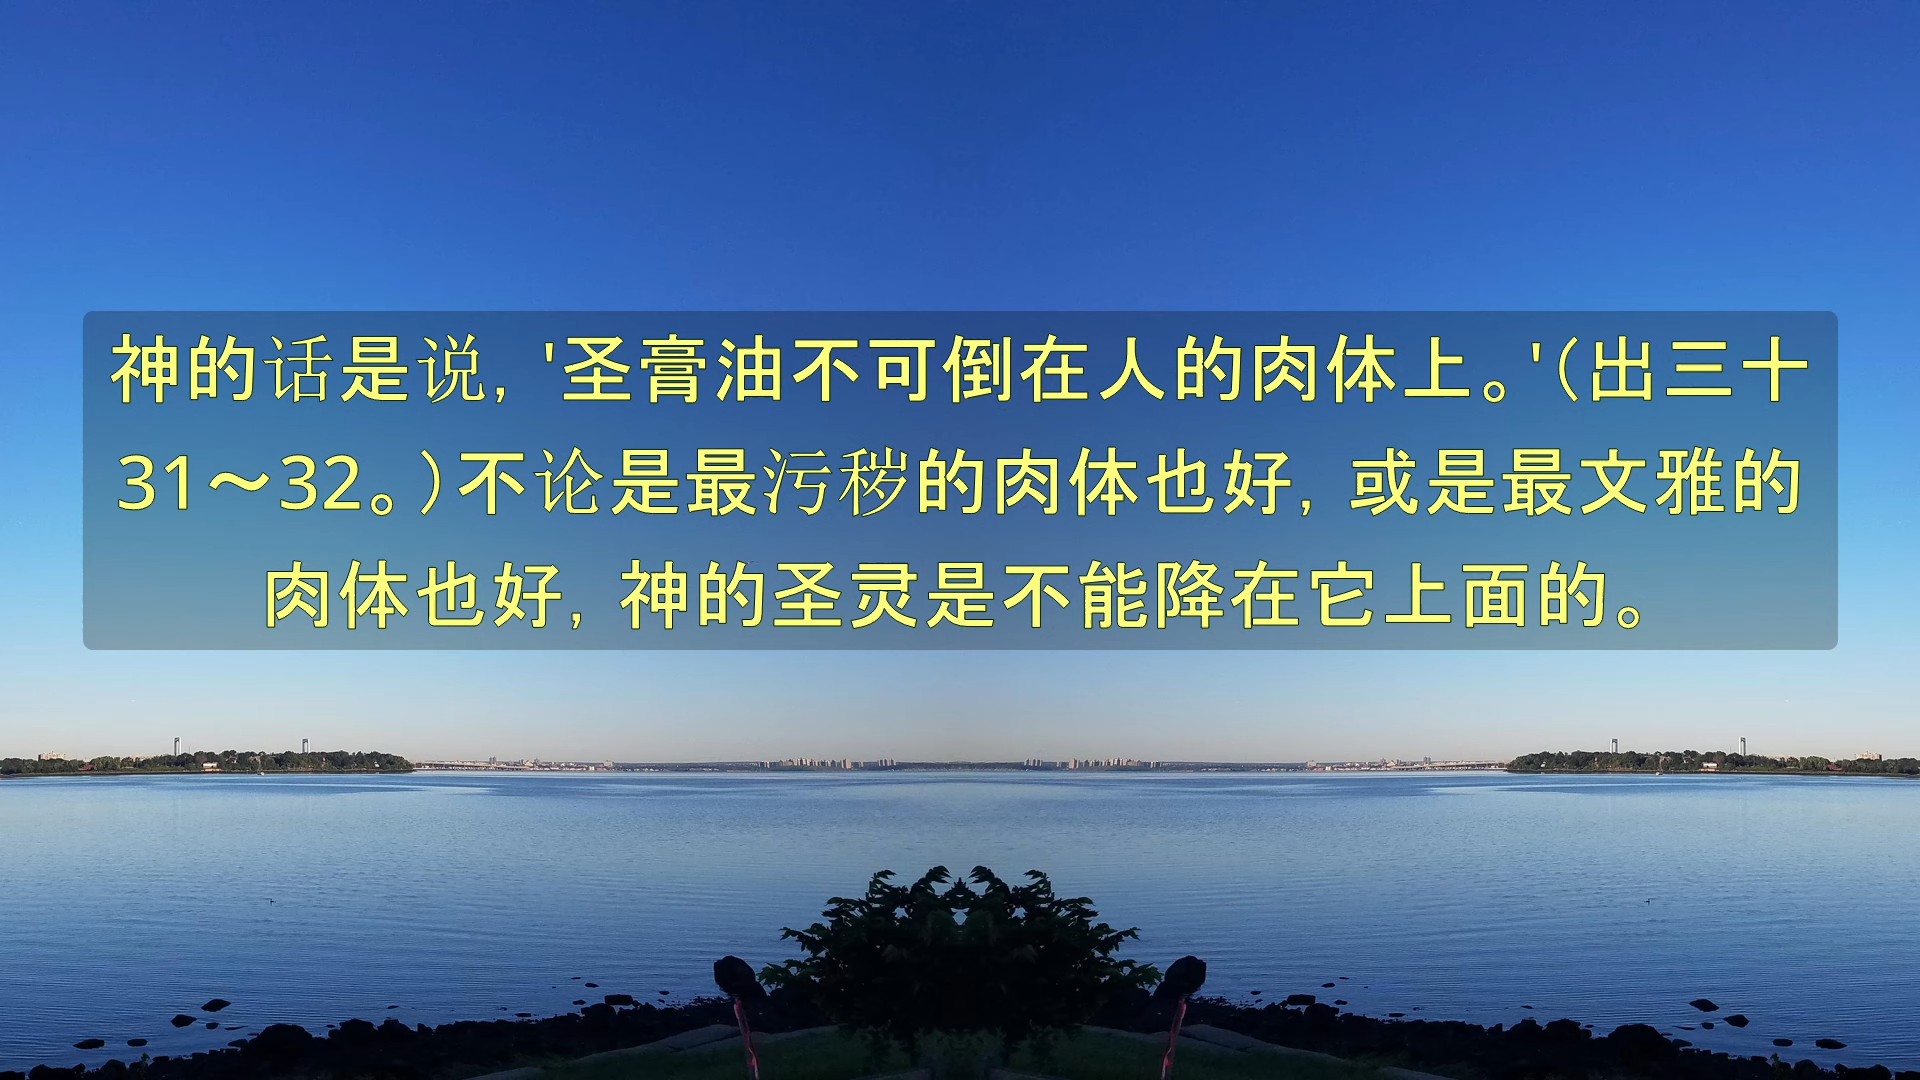 神的话是说, '圣膏油不可倒在人的肉体上。'(出三十
31～32。)不论是最污秽的肉体也好, 或是最文雅的
肉体也好, 神的圣灵是不能降在它上面的。